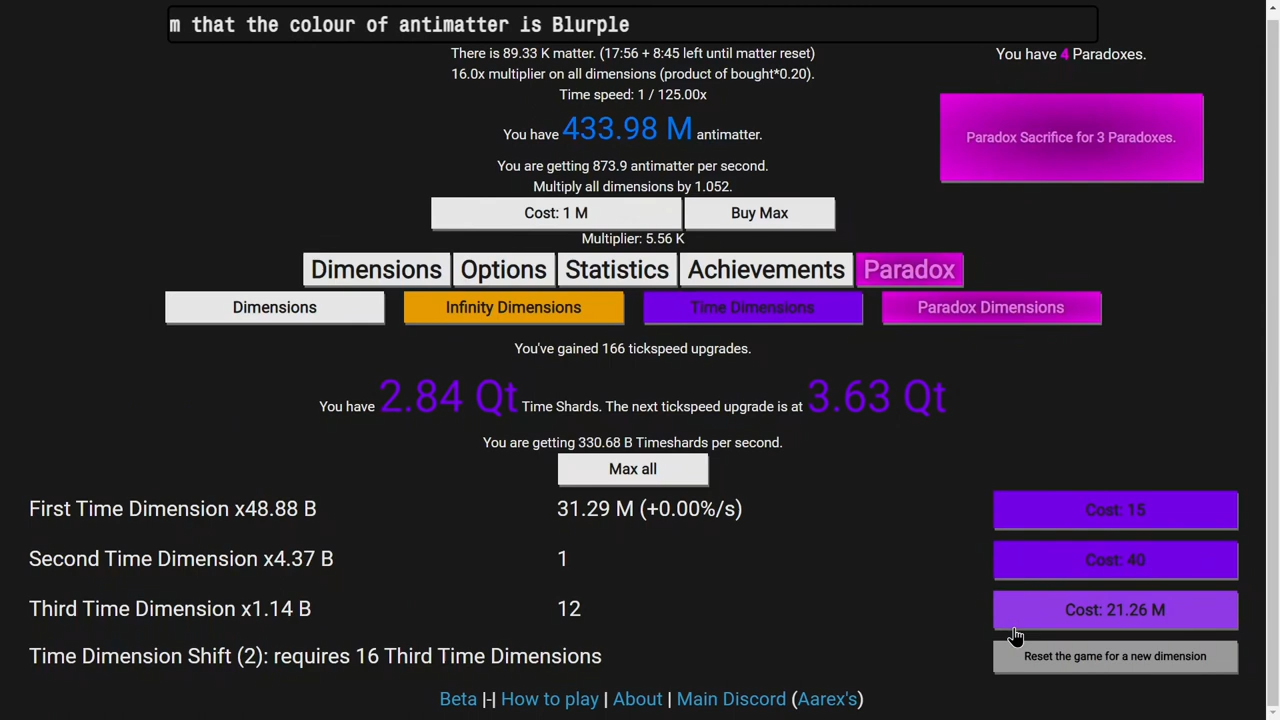 m that the colour of antimatter is Blurple
There is 89.33 K matter. (17:56 + 8:45 left until matter reset)
You have 4 Paradoxes.
16.0x multiplier on all dimensions (product of bought*0.20).
Time speed: 1 / 125.00x
You have 433.98 M antimatter.
Paradox Sacrifice for 3 Paradoxes.
You are getting 873.9 antimatter per second.
Multiply all dimensions by 1.052.
Cost: 1 M Buy Max
Multiplier: 5.56 K
Dimensions Options Statistics Achievements Paradox
Dimensions Infinity Dimensions Time Dimensions Paradox Dimensions
You've gained 166 tickspeed upgrades.
You have 2.84 Qt Time Shards. The next tickspeed upgrade is at 3.63 Qt
You are getting 330.68 B Timeshards per second.
Max all
First Time Dimension x48.88 B 31.29 M (+0.00%/s) Cost: 15
Second Time Dimension x4.37 B 1 Cost: 40
Third Time Dimension x1.14 B 12 Cost: 21.26 M
Time Dimension Shift (2): requires 16 Third Time Dimensions Reset the game for a new dimension
Beta |-| How to play | About | Main Discord (Aarex's)